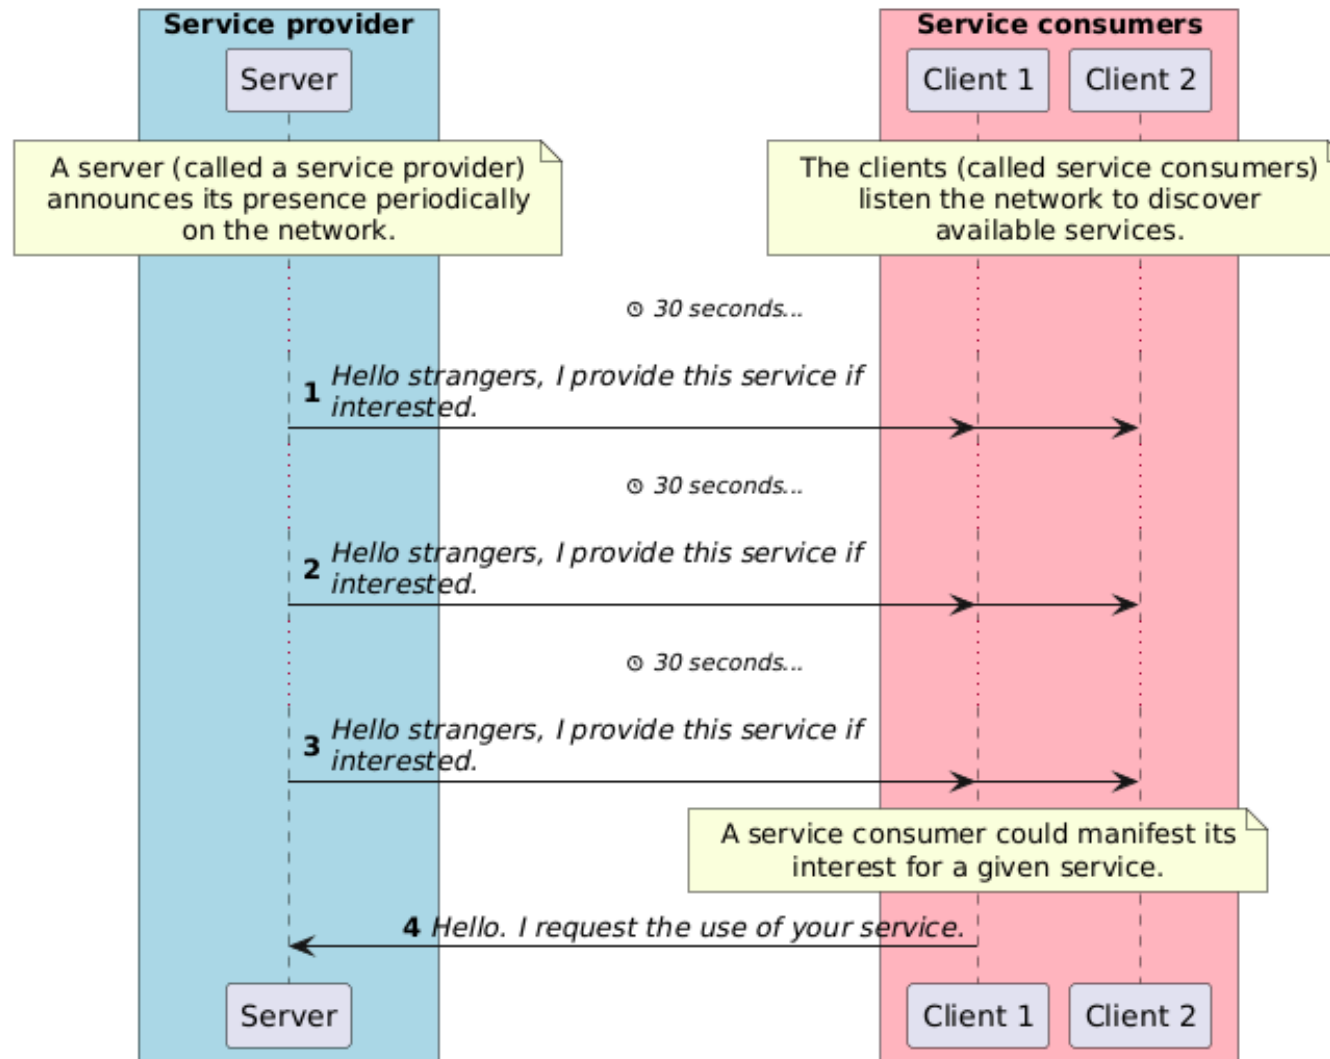 Service provider
Service consumers
Server
Client 1
Client 2
A server (called a service provider)
announces its presence periodically
on the network.
The clients (called service consumers)
listen the network to discover
available services.
30 seconds...
1 Hello strangers, I provide this service if
interested.
30 seconds...
2 Hello strangers, I provide this service if
interested.
30 seconds...
3 Hello strangers, I provide this service if
interested.
A service consumer could manifest its
interest for a given service.
4 Hello. I request the use of your service.
Server
Client 1
Client 2